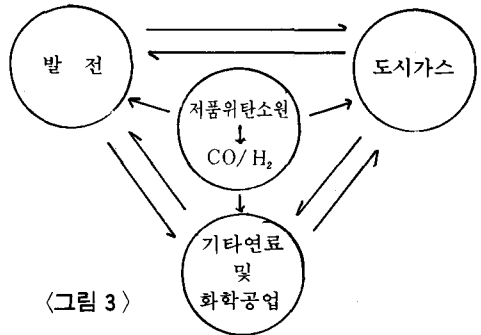 발 전
도시가스
저품위탄소원
↓
CO/H₂
기타연료
및
화학공업
〈그림 3〉